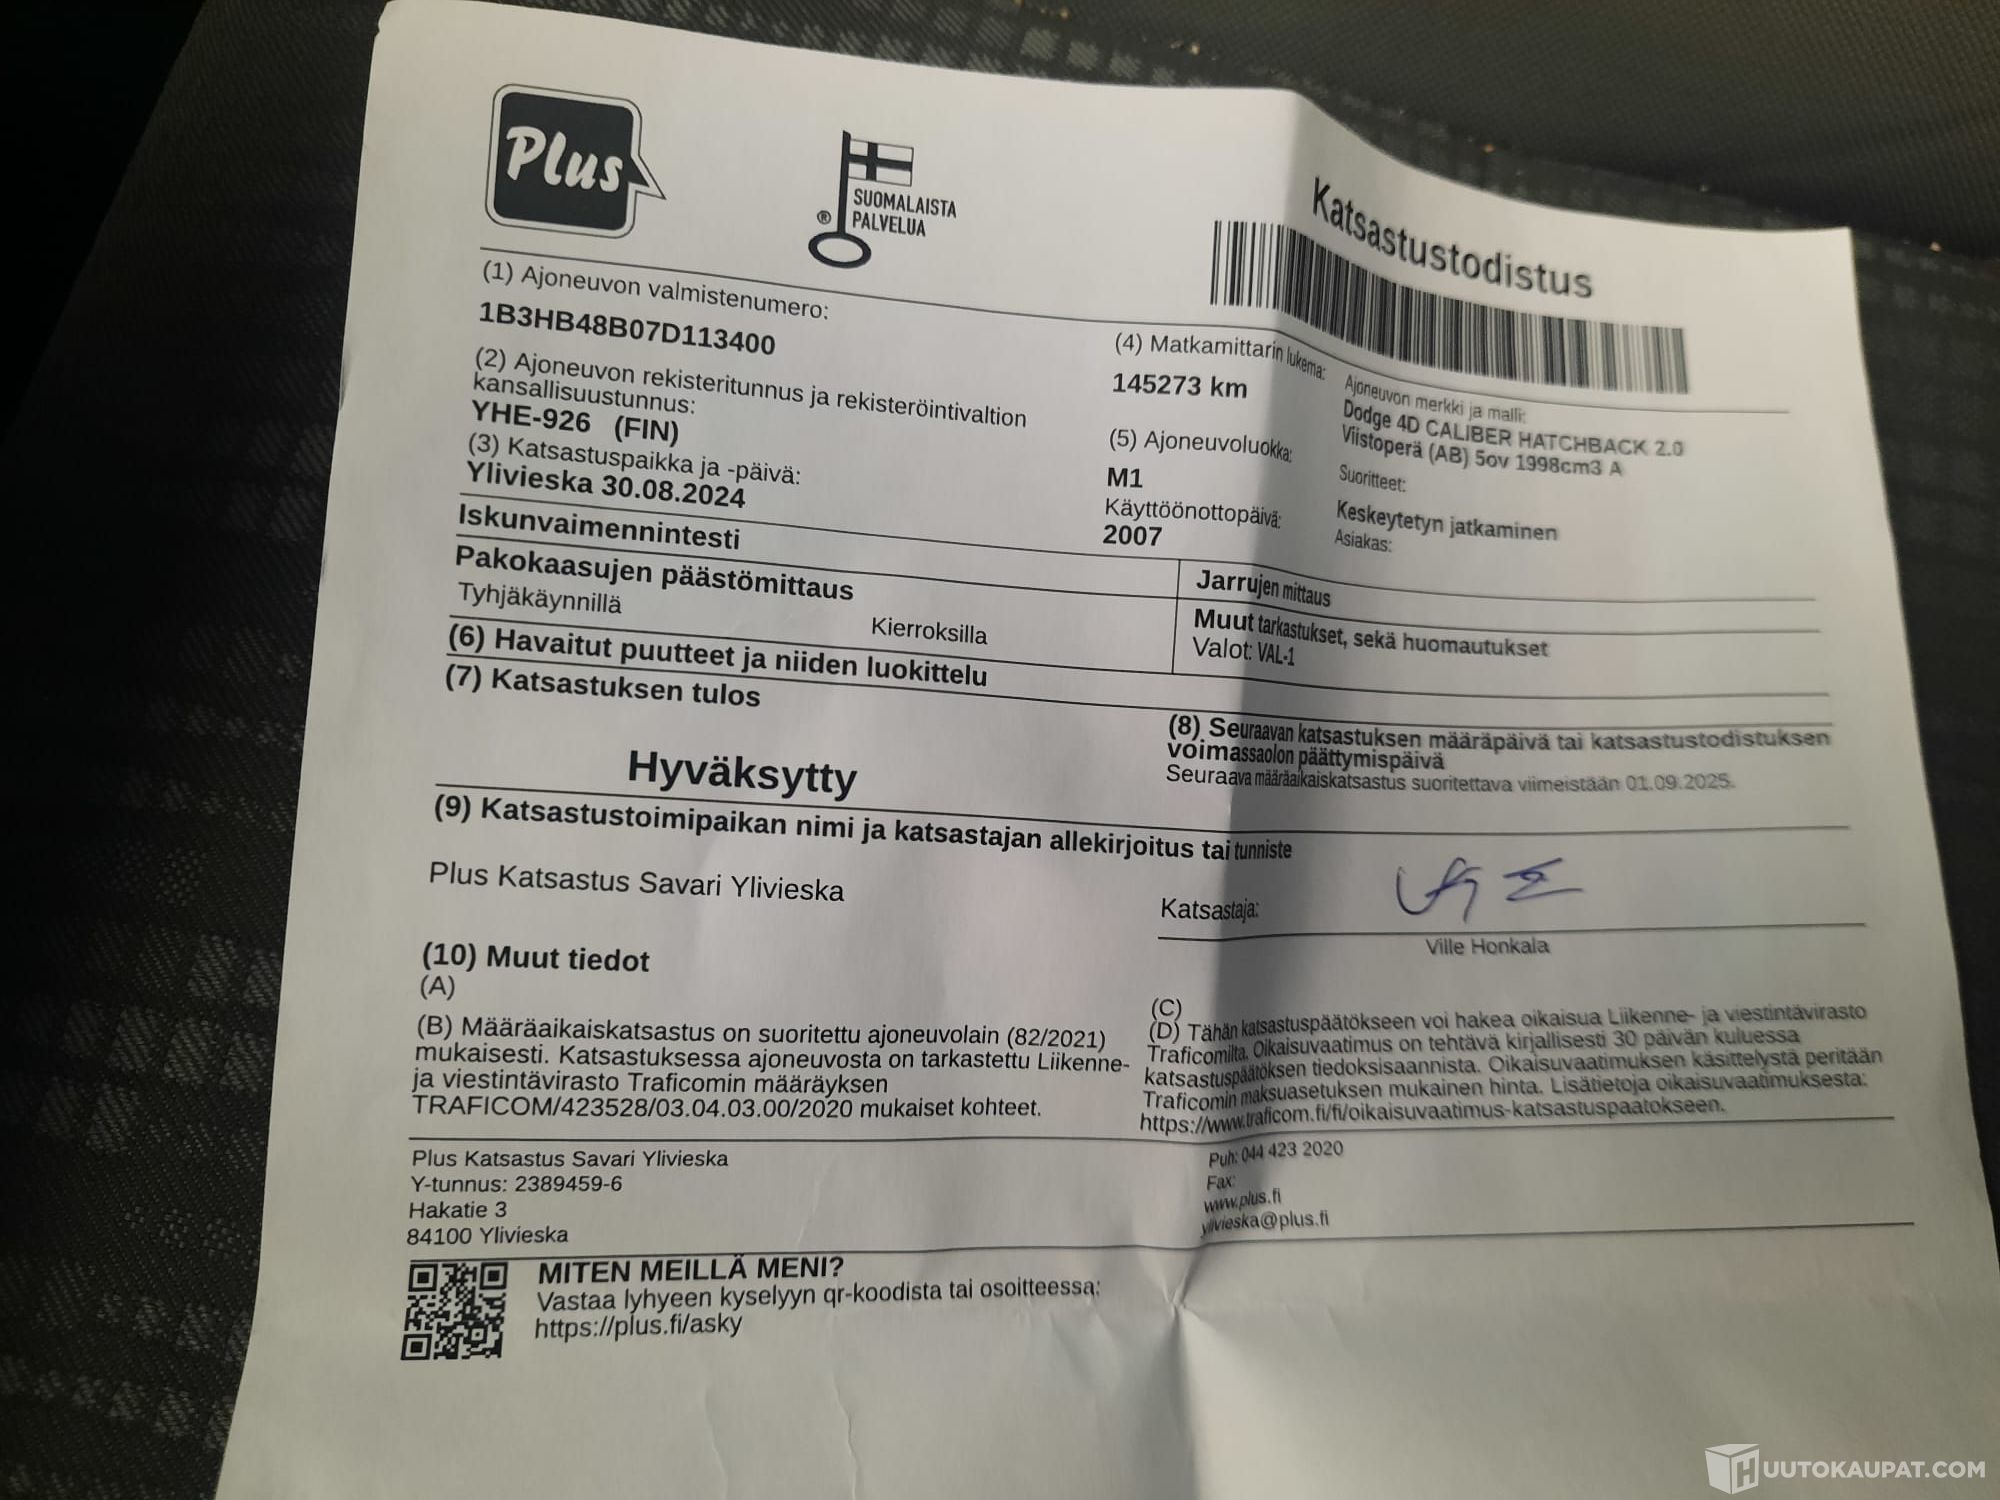 Plus
SUOMALAISTA
PALVELUA
®
Katsastustodistus
(1) Ajoneuvon valmistenumero:
1B3HB48B07D113400
(2) Ajoneuvon rekisteritunnus ja rekisteröintivaltion
kansallisuustunnus:
YHE-926 (FIN)
(3) Katsastuspaikka ja -päivä:
Ylivieska 30.08.2024
(4) Matkamittarin lukema:
145273 km
(5) Ajoneuvoluokka:
M1
Käyttöönottopäivä:
2007
Ajoneuvon merkki ja malli:
Dodge 4D CALIBER HATCHBACK 2.0
Viistoperä (AB) 5ov 1998cm3 A
Suoritteet:
Keskeytetyn jatkaminen
Asiakas:
Iskunvaimennintesti
Jarrujen mittaus
Pakokaasujen päästömittaus
Tyhjäkäynnillä
Kierroksilla
Muut tarkastukset, sekä huomautukset
Valot: VAL-1
(6) Havaitut puutteet ja niiden luokittelu
(7) Katsastuksen tulos
Hyväksytty
(8) Seuraavan katsastuksen määräpäivä tai katsastustodistuksen
voimassaolon päättymispäivä
Seuraava määräaikaiskatsastus suoritettava viimeistään 01.09.2025.
(9) Katsastustoimipaikan nimi ja katsastajan allekirjoitus tai tunniste
Plus Katsastus Savari Ylivieska
Katsastaja:
Ville Honkala
(10) Muut tiedot
(A)
(B) Määräaikaiskatsastus on suoritettu ajoneuvolain (82/2021)
mukaisesti. Katsastuksessa ajoneuvosta on tarkastettu Liikenne-
ja viestintävirasto Traficomin määräyksen
TRAFICOM/423528/03.04.03.00/2020 mukaiset kohteet.
(C)
(D) Tähän katsastuspäätökseen voi hakea oikaisua Liikenne- ja viestintävirasto
Traficomilta. Oikaisuvaatimus on tehtävä kirjallisesti 30 päivän kuluessa
katsastuspäätöksen tiedoksisaannista. Oikaisuvaatimuksen käsittelystä peritään
Traficomin maksuasetuksen mukainen hinta. Lisätietoja oikaisuvaatimuksesta:
https://www.traficom.fi/fi/oikaisuvaatimus-katsastuspaatokseen.
Plus Katsastus Savari Ylivieska
Y-tunnus: 2389459-6
Hakatie 3
84100 Ylivieska
Puh: 044 423 2020
Fax:
www.plus.fi
ylivieska@plus.fi
MITEN MEILLÄ MENI?
Vastaa lyhyeen kyselyyn qr-koodista tai osoitteessa:
https://plus.fi/asky
HUUTOKAUPAT.COM